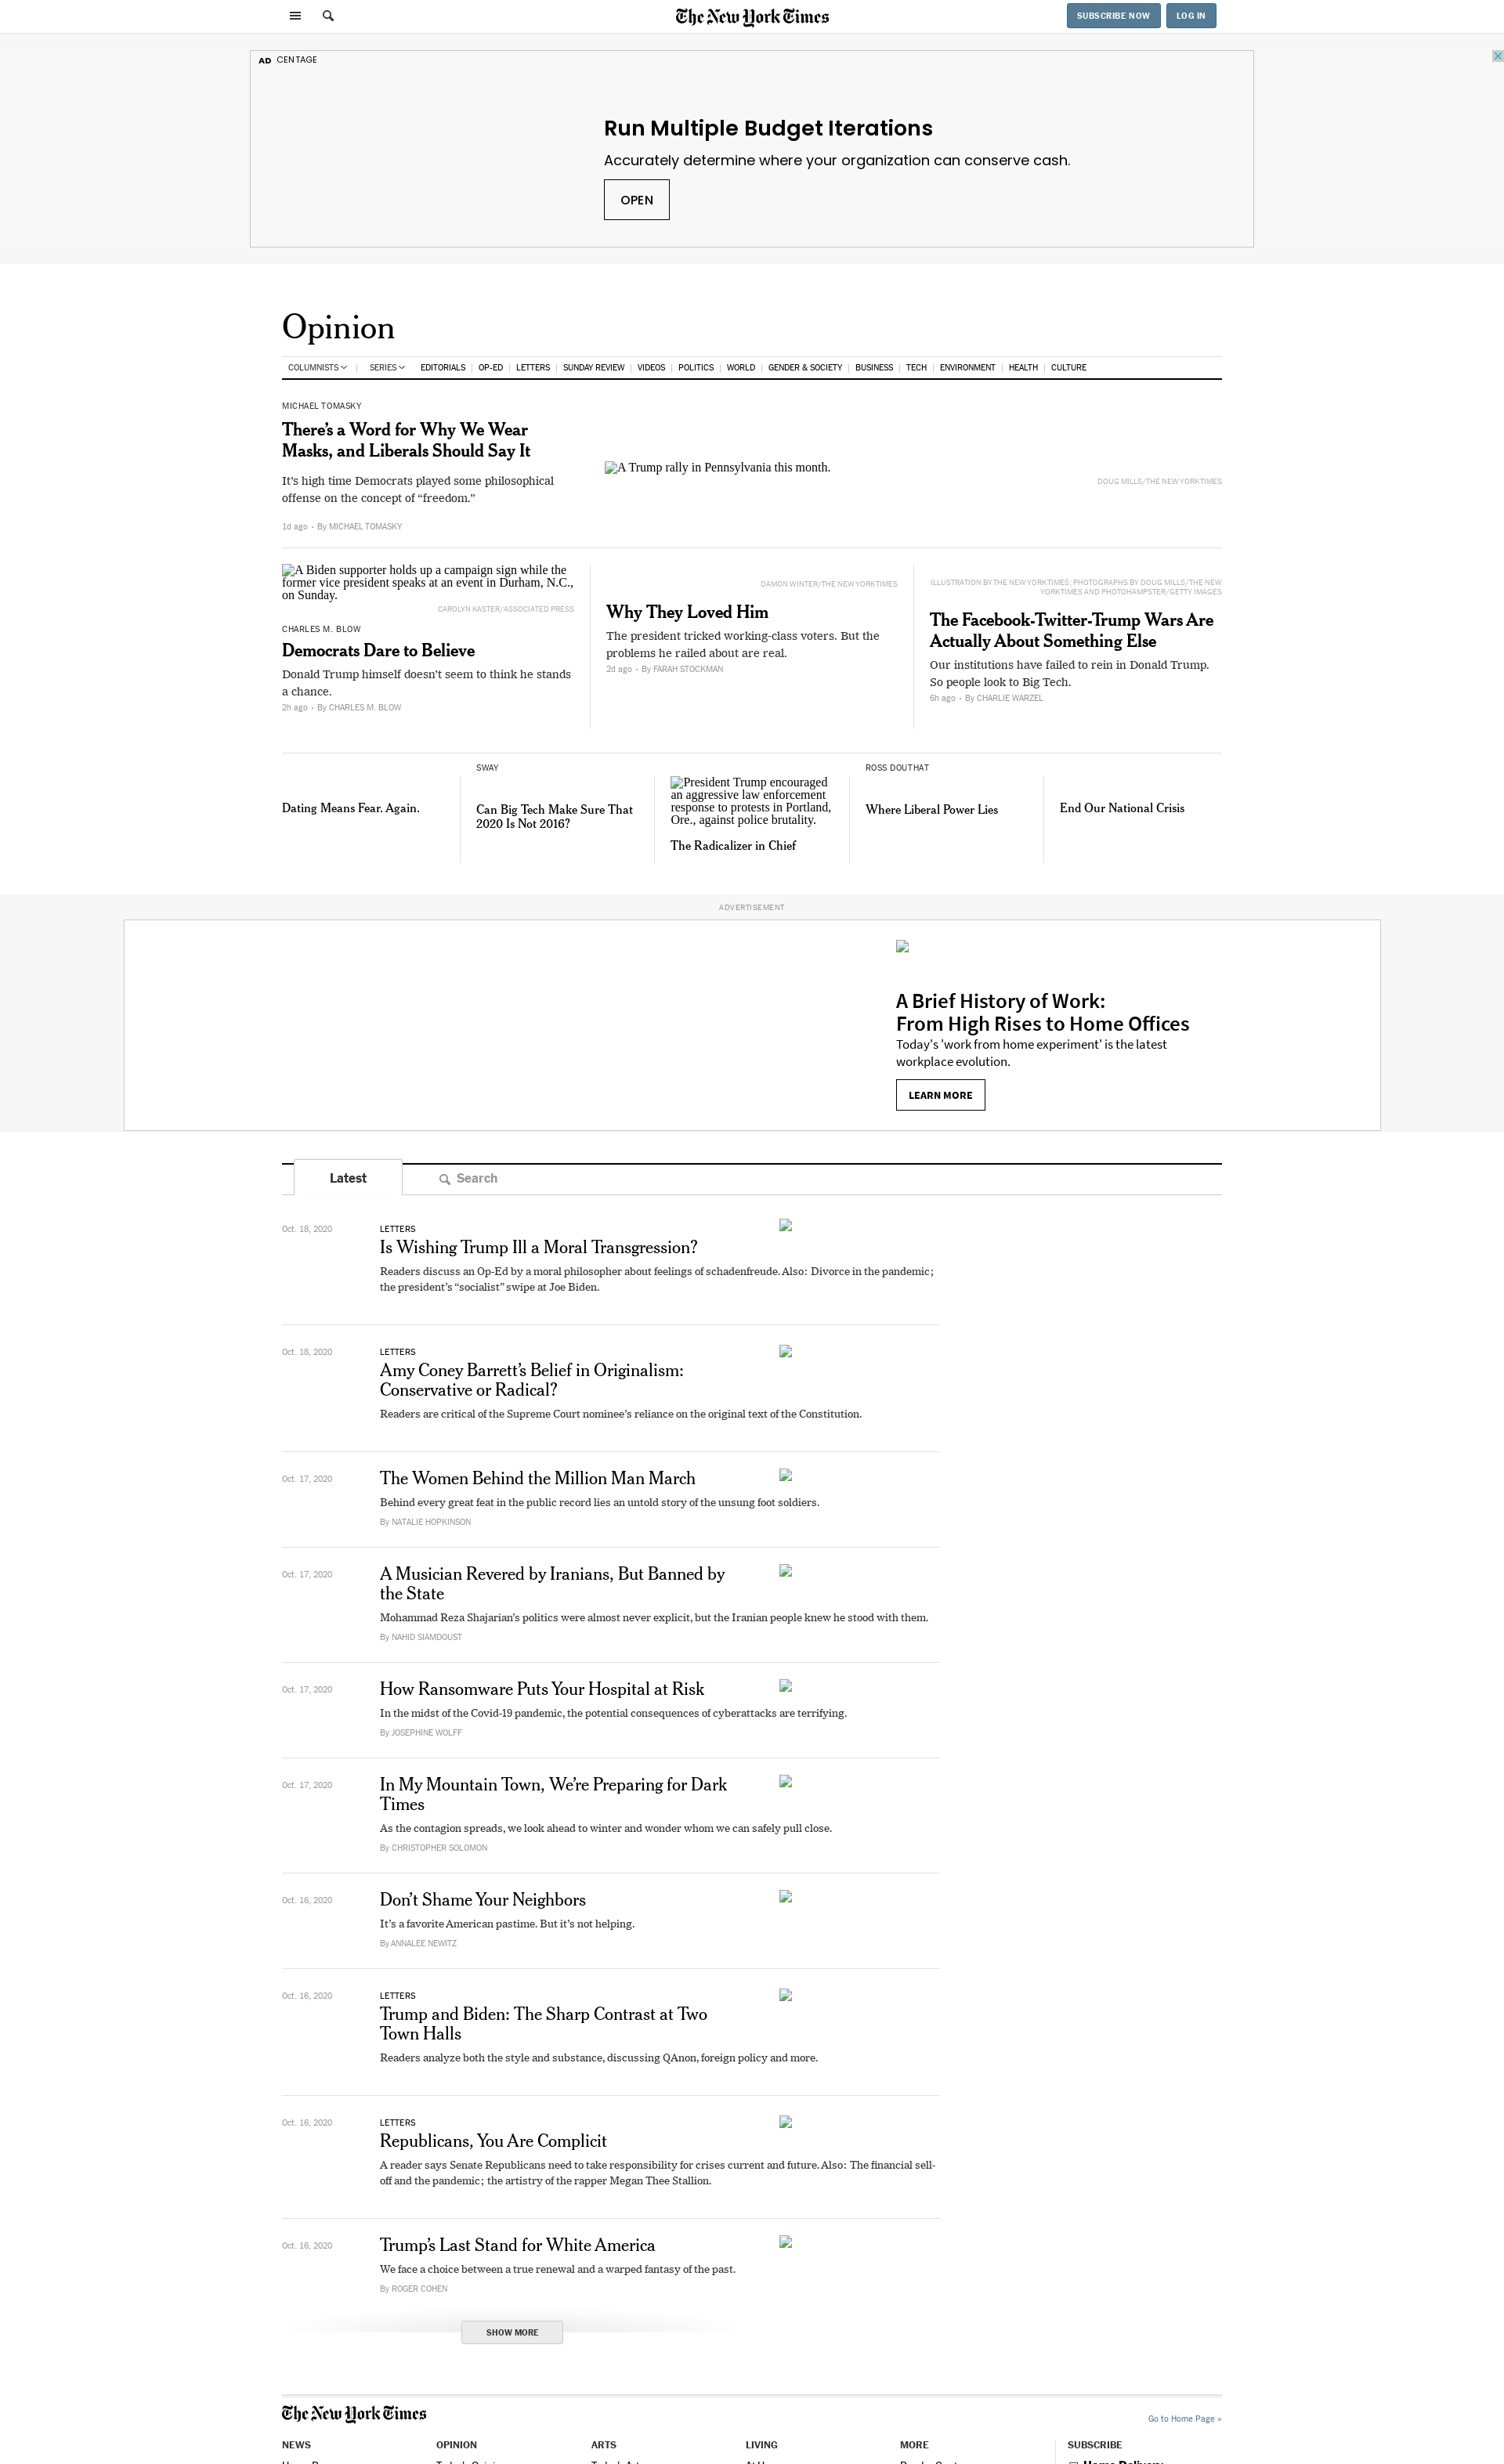 The New York Times
SUBSCRIBE NOW
LOG IN
AD CENTAGE
Run Multiple Budget Iterations
Accurately determine where your organization can conserve cash.
OPEN
Opinion
COLUMNISTS SERIES EDITORIALS OP-ED LETTERS SUNDAY REVIEW VIDEOS POLITICS WORLD GENDER & SOCIETY BUSINESS TECH ENVIRONMENT HEALTH CULTURE
MICHAEL TOMASKY
There’s a Word for Why We Wear
Masks, and Liberals Should Say It
It’s high time Democrats played some philosophical
offense on the concept of “freedom.”
1d ago • By MICHAEL TOMASKY
A Trump rally in Pennsylvania this month.
DOUG MILLS/THE NEW YORK TIMES
A Biden supporter holds up a campaign sign while the
former vice president speaks at an event in Durham, N.C.,
on Sunday.
CAROLYN KASTER/ASSOCIATED PRESS
CHARLES M. BLOW
Democrats Dare to Believe
Donald Trump himself doesn’t seem to think he stands
a chance.
2h ago • By CHARLES M. BLOW
DAMON WINTER/THE NEW YORK TIMES
Why They Loved Him
The president tricked working-class voters. But the
problems he railed about are real.
2d ago • By FARAH STOCKMAN
ILLUSTRATION BY THE NEW YORK TIMES; PHOTOGRAPHS BY DOUG MILLS/THE NEW
YORK TIMES AND PHOTOHAMPSTER/GETTY IMAGES
The Facebook-Twitter-Trump Wars Are
Actually About Something Else
Our institutions have failed to rein in Donald Trump.
So people look to Big Tech.
6h ago • By CHARLIE WARZEL
Dating Means Fear. Again.
SWAY
Can Big Tech Make Sure That
2020 Is Not 2016?
President Trump encouraged
an aggressive law enforcement
response to protests in Portland,
Ore., against police brutality.
The Radicalizer in Chief
ROSS DOUTHAT
Where Liberal Power Lies
End Our National Crisis
ADVERTISEMENT
A Brief History of Work:
From High Rises to Home Offices
Today's 'work from home experiment' is the latest
workplace evolution.
LEARN MORE
Latest
Search
Oct. 18, 2020
LETTERS
Is Wishing Trump Ill a Moral Transgression?
Readers discuss an Op-Ed by a moral philosopher about feelings of schadenfreude. Also: Divorce in the pandemic;
the president’s “socialist” swipe at Joe Biden.
Oct. 18, 2020
LETTERS
Amy Coney Barrett’s Belief in Originalism:
Conservative or Radical?
Readers are critical of the Supreme Court nominee’s reliance on the original text of the Constitution.
Oct. 17, 2020
The Women Behind the Million Man March
Behind every great feat in the public record lies an untold story of the unsung foot soldiers.
By NATALIE HOPKINSON
Oct. 17, 2020
A Musician Revered by Iranians, But Banned by
the State
Mohammad Reza Shajarian’s politics were almost never explicit, but the Iranian people knew he stood with them.
By NAHID SIAMDOUST
Oct. 17, 2020
How Ransomware Puts Your Hospital at Risk
In the midst of the Covid-19 pandemic, the potential consequences of cyberattacks are terrifying.
By JOSEPHINE WOLFF
Oct. 17, 2020
In My Mountain Town, We’re Preparing for Dark
Times
As the contagion spreads, we look ahead to winter and wonder whom we can safely pull close.
By CHRISTOPHER SOLOMON
Oct. 16, 2020
Don’t Shame Your Neighbors
It’s a favorite American pastime. But it’s not helping.
By ANNALEE NEWITZ
Oct. 16, 2020
LETTERS
Trump and Biden: The Sharp Contrast at Two
Town Halls
Readers analyze both the style and substance, discussing QAnon, foreign policy and more.
Oct. 16, 2020
LETTERS
Republicans, You Are Complicit
A reader says Senate Republicans need to take responsibility for crises current and future. Also: The financial sell-
off and the pandemic; the artistry of the rapper Megan Thee Stallion.
Oct. 16, 2020
Trump’s Last Stand for White America
We face a choice between a true renewal and a warped fantasy of the past.
By ROGER COHEN
SHOW MORE
The New York Times
Go to Home Page »
NEWS OPINION ARTS LIVING MORE SUBSCRIBE